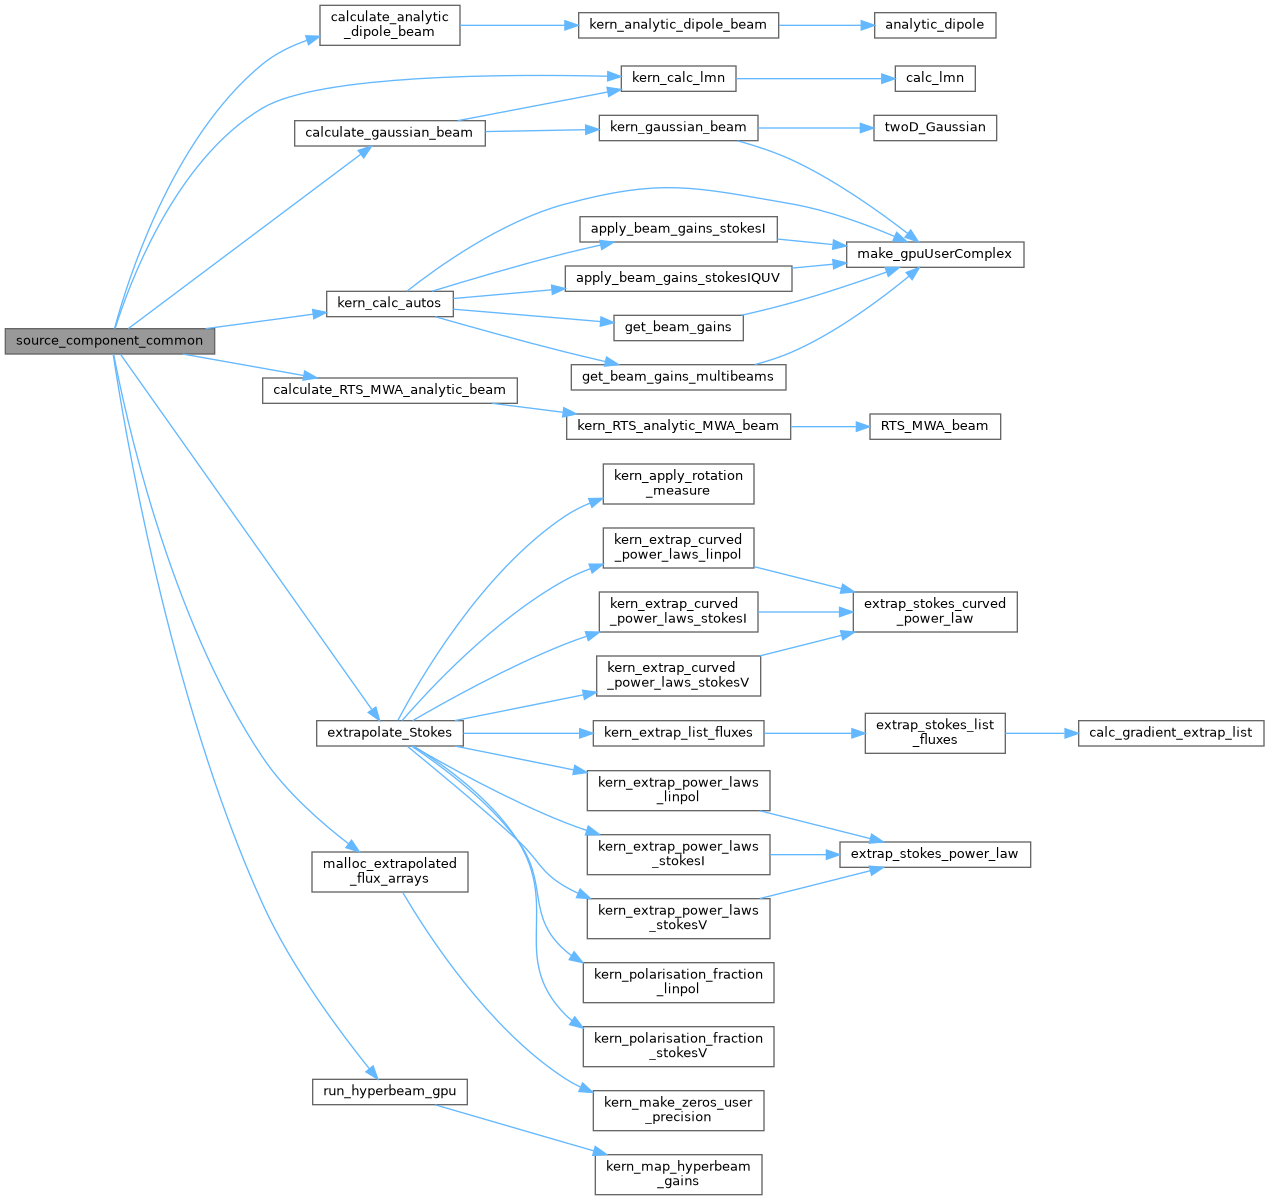 calculate_analytic
_dipole_beam
kern_analytic_dipole_beam
analytic_dipole
kern_calc_lmn
calc_lmn
calculate_gaussian_beam
kern_gaussian_beam
twoD_Gaussian
apply_beam_gains_stokesI
make_gpuUserComplex
apply_beam_gains_stokesIQUV
kern_calc_autos
get_beam_gains
source_component_common
get_beam_gains_multibeams
calculate_RTS_MWA_analytic_beam
kern_RTS_analytic_MWA_beam
RTS_MWA_beam
kern_apply_rotation
_measure
kern_extrap_curved
_power_laws_linpol
kern_extrap_curved
_power_laws_stokesI
extrap_stokes_curved
_power_law
kern_extrap_curved
_power_laws_stokesV
extrapolate_Stokes
kern_extrap_list_fluxes
extrap_stokes_list
_fluxes
calc_gradient_extrap_list
kern_extrap_power_laws
_linpol
kern_extrap_power_laws
_stokesI
extrap_stokes_power_law
malloc_extrapolated
_flux_arrays
kern_extrap_power_laws
_stokesV
kern_polarisation_fraction
_linpol
kern_polarisation_fraction
_stokesV
run_hyperbeam_gpu
kern_make_zeros_user
_precision
kern_map_hyperbeam
_gains